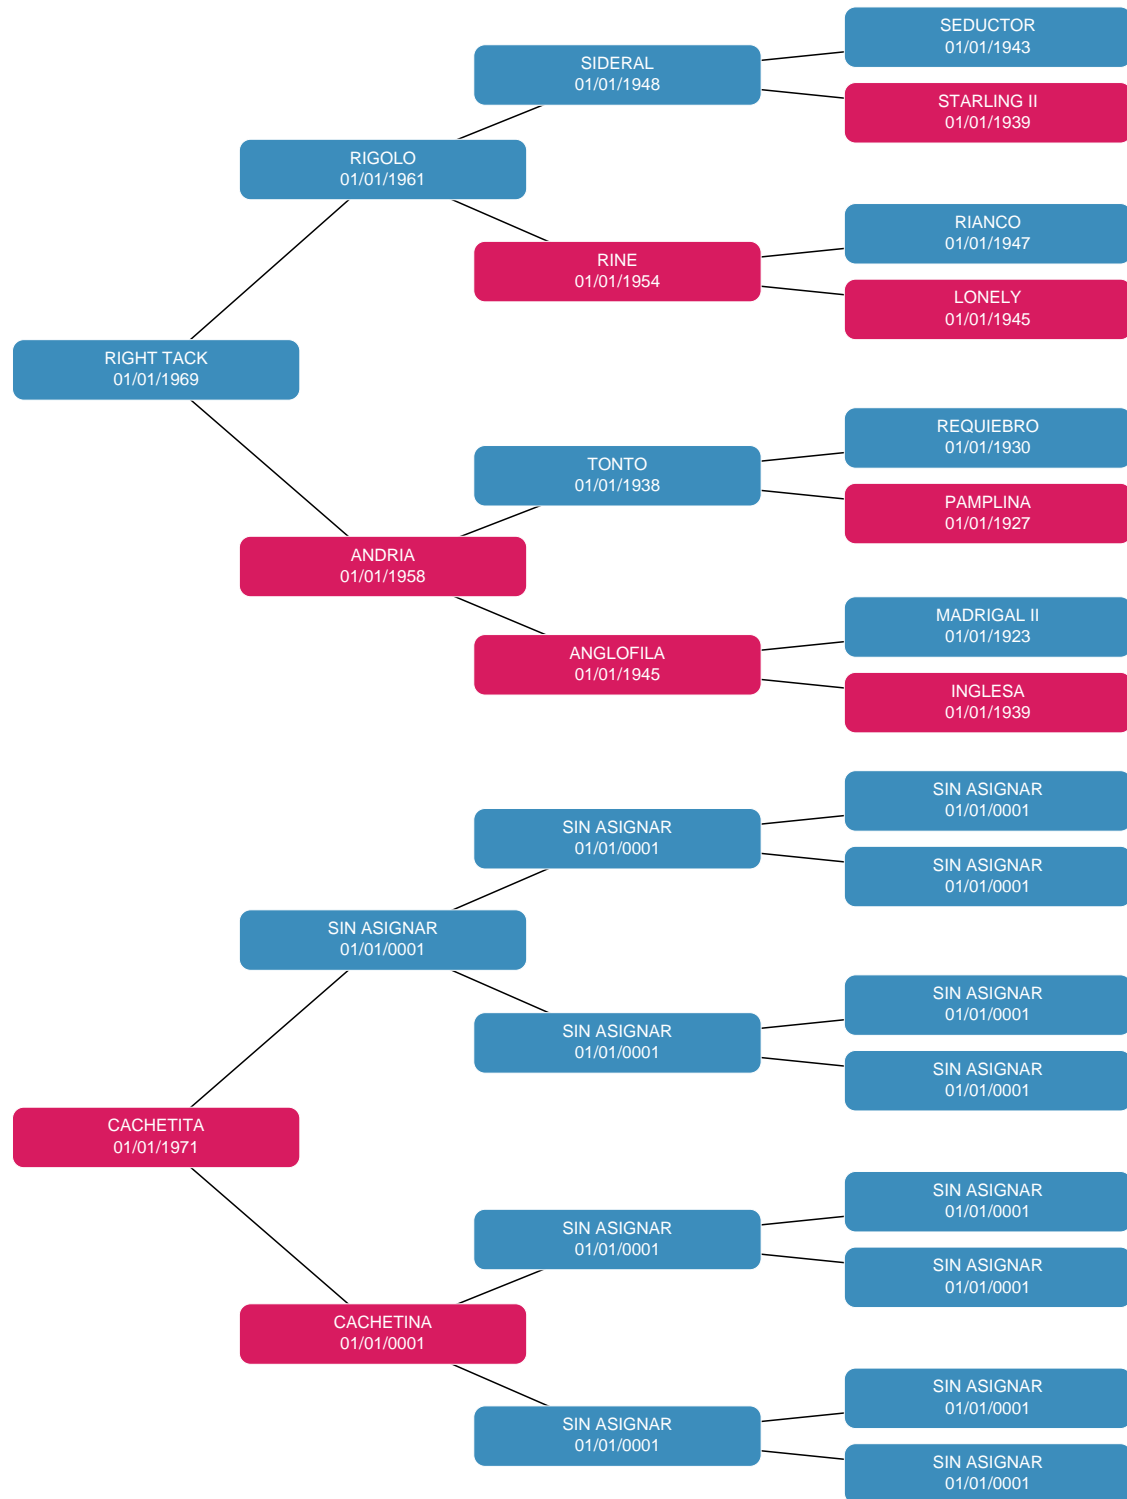 SEDUCTOR
01/01/1943
SIDERAL
01/01/1948
STARLING II
01/01/1939
RIGOLO
01/01/1961
RIANCO
01/01/1947
RINE
01/01/1954
LONELY
01/01/1945
RIGHT TACK
01/01/1969
REQUIEBRO
01/01/1930
TONTO
01/01/1938
PAMPLINA
01/01/1927
ANDRIA
01/01/1958
MADRIGAL II
01/01/1923
ANGLOFILA
01/01/1945
INGLESA
01/01/1939
SIN ASIGNAR
01/01/0001
SIN ASIGNAR
01/01/0001
SIN ASIGNAR
01/01/0001
SIN ASIGNAR
01/01/0001
SIN ASIGNAR
01/01/0001
SIN ASIGNAR
01/01/0001
SIN ASIGNAR
01/01/0001
CACHETITA
01/01/1971
SIN ASIGNAR
01/01/0001
SIN ASIGNAR
01/01/0001
SIN ASIGNAR
01/01/0001
CACHETINA
01/01/0001
SIN ASIGNAR
01/01/0001
SIN ASIGNAR
01/01/0001
SIN ASIGNAR
01/01/0001